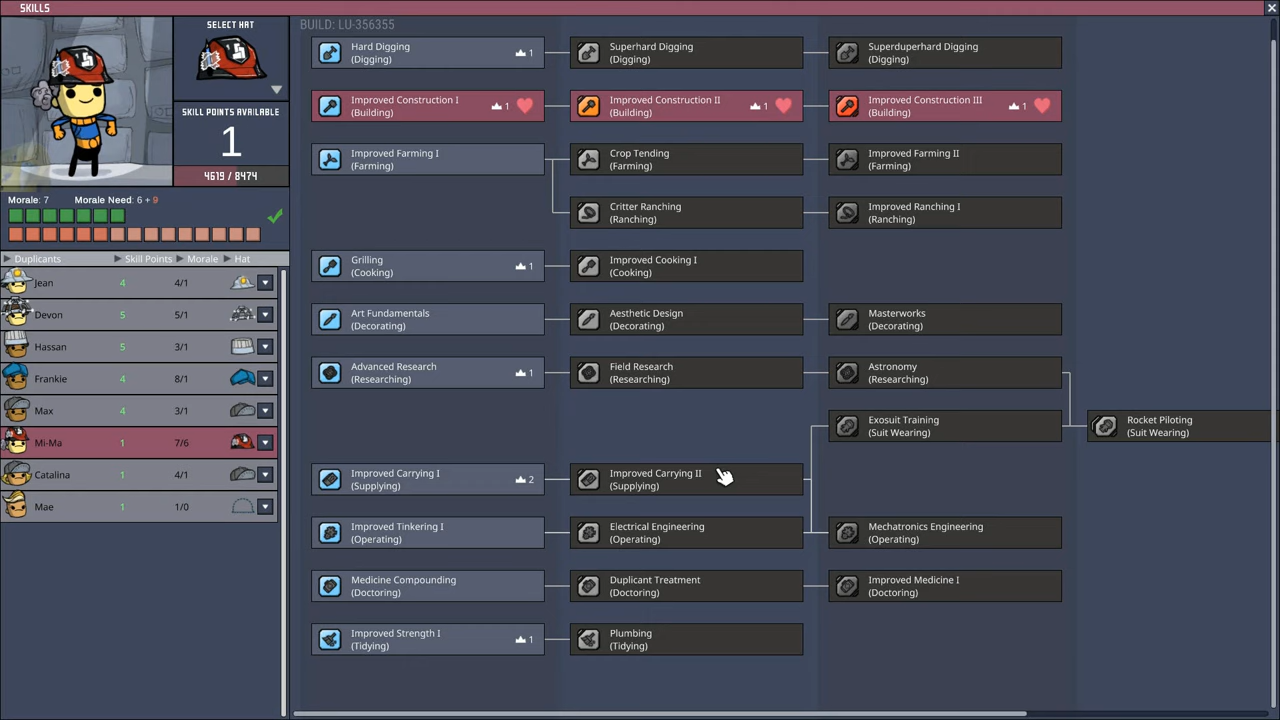 SKILLS
BUILD: LU-356355
SELECT HAT
SKILL POINTS AVAILABLE
1
4619 / 8474
Morale: 7
Morale Need: 6 + 9
Duplicants
Skill Points
Morale
Hat
Jean
4
4/1
Devon
5
5/1
Hassan
5
3/1
Frankie
4
8/1
Max
4
3/1
Mi-Ma
1
7/6
Catalina
1
4/1
Mae
1
1/0
Hard Digging
(Digging)
1
Superhard Digging
(Digging)
Superduperhard Digging
(Digging)
Improved Construction I
(Building)
1
Improved Construction II
(Building)
1
Improved Construction III
(Building)
1
Improved Farming I
(Farming)
Crop Tending
(Farming)
Improved Farming II
(Farming)
Critter Ranching
(Ranching)
Improved Ranching I
(Ranching)
Grilling
(Cooking)
1
Improved Cooking I
(Cooking)
Art Fundamentals
(Decorating)
Aesthetic Design
(Decorating)
Masterworks
(Decorating)
Advanced Research
(Researching)
1
Field Research
(Researching)
Astronomy
(Researching)
Exosuit Training
(Suit Wearing)
Rocket Piloting
(Suit Wearing)
Improved Carrying I
(Supplying)
2
Improved Carrying II
(Supplying)
Improved Tinkering I
(Operating)
Electrical Engineering
(Operating)
Mechatronics Engineering
(Operating)
Medicine Compounding
(Doctoring)
Duplicant Treatment
(Doctoring)
Improved Medicine I
(Doctoring)
Improved Strength I
(Tidying)
1
Plumbing
(Tidying)